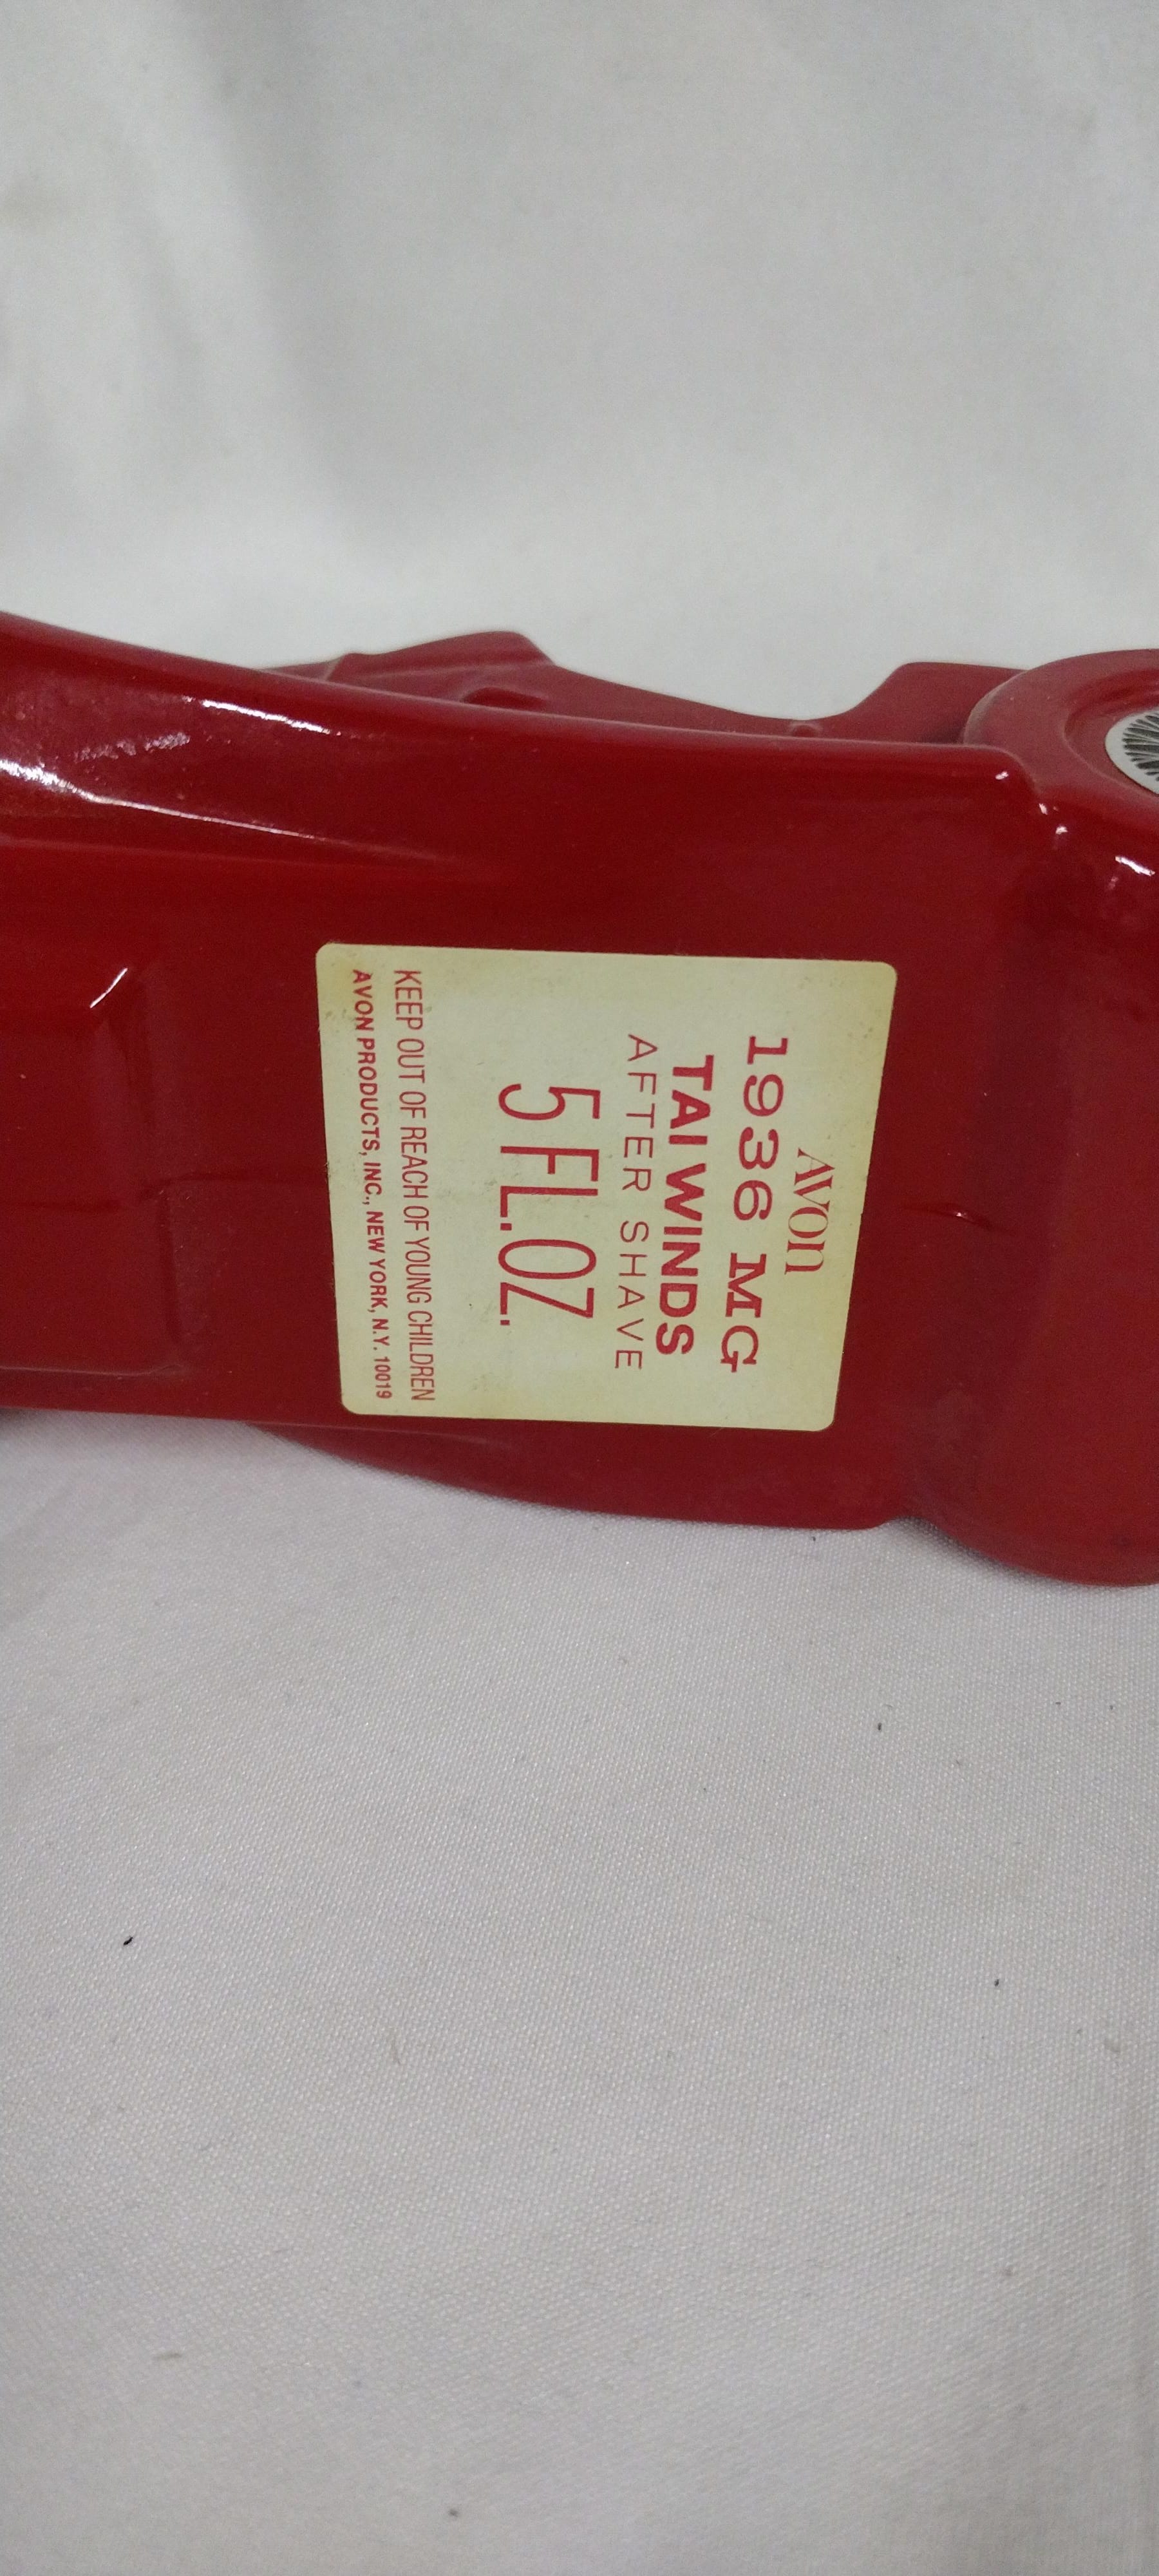 AVON
1936 MG
TAI WINDS
AFTER SHAVE
5 FL.OZ.
KEEP OUT OF REACH OF YOUNG CHILDREN
AVON PRODUCTS, INC., NEW YORK, N.Y. 10019